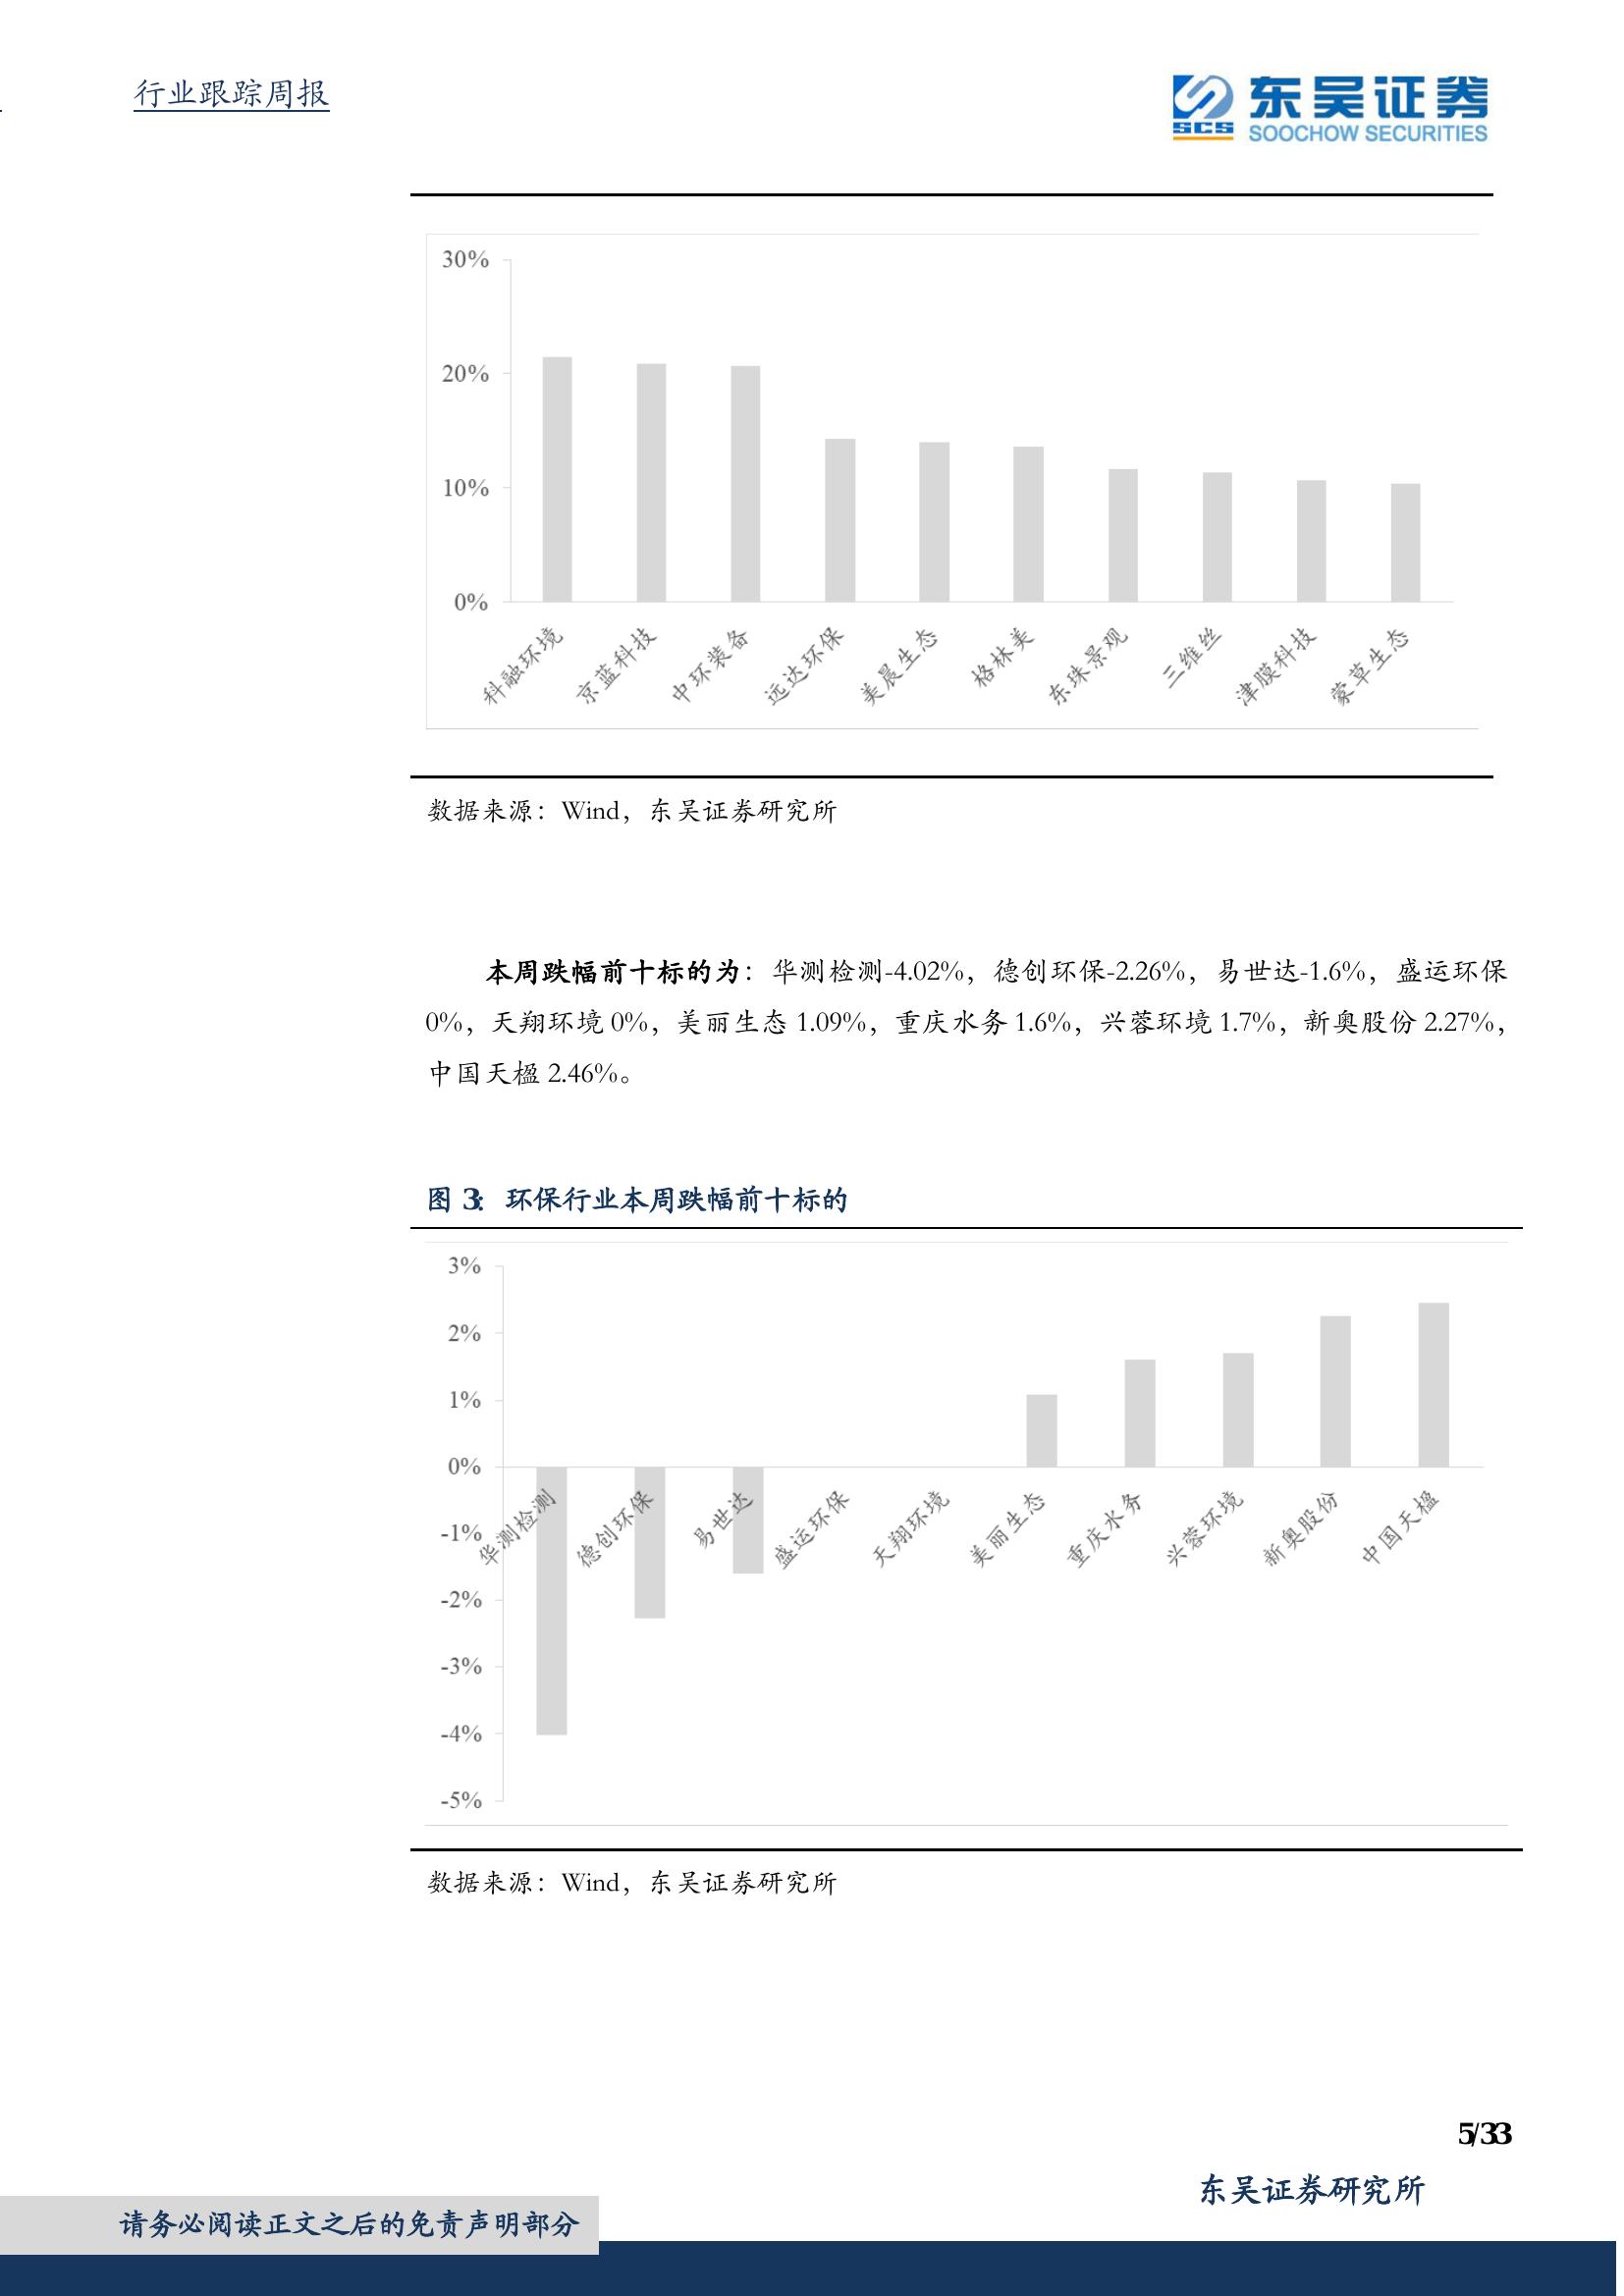 行业跟踪周报
SCS 东吴证券
SOOCHOW SECURITIES
30%
20%
10%
0%
科融环境 京蓝科技 中环装备 远达环保 美晨生态 格林美 东珠景观 三维丝 津膜科技 蒙草生态
数据来源：Wind，东吴证券研究所
本周跌幅前十标的为：华测检测-4.02%，德创环保-2.26%，易世达-1.6%，盛运环保
0%，天翔环境 0%，美丽生态 1.09%，重庆水务 1.6%，兴蓉环境 1.7%，新奥股份 2.27%，
中国天楹 2.46%。
图 3：环保行业本周跌幅前十标的
3%
2%
1%
0%
-1%
-2%
-3%
-4%
-5%
华测检测 德创环保 易世达 盛运环保 天翔环境 美丽生态 重庆水务 兴蓉环境 新奥股份 中国天楹
数据来源：Wind，东吴证券研究所
5/33
东吴证券研究所
请务必阅读正文之后的免责声明部分